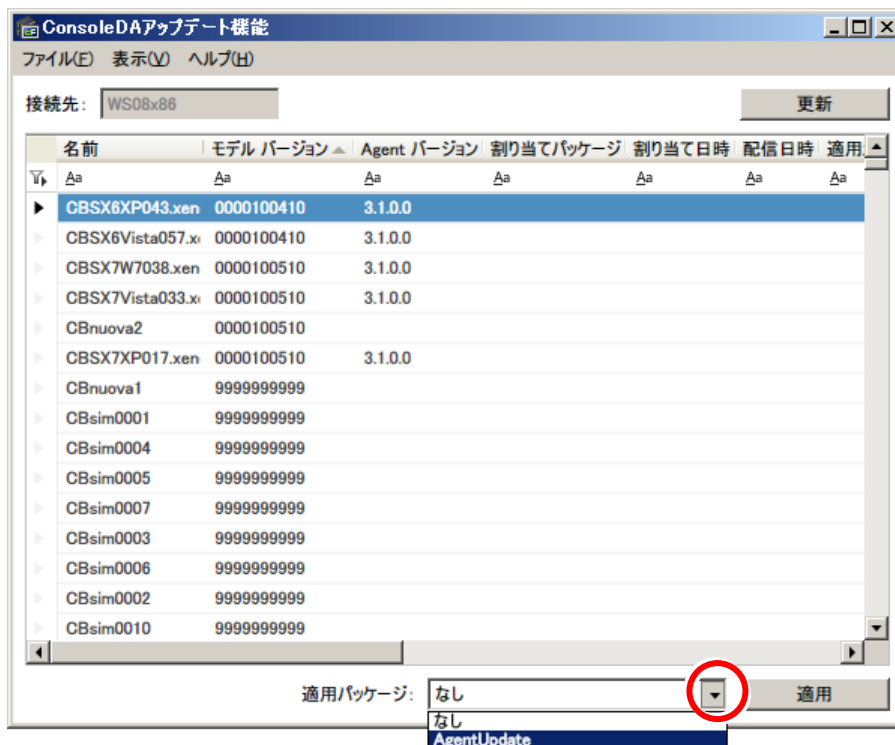 ConsoleDAアップデート機能
ファイル(F) 表示(V) ヘルプ(H)
接続先: WS08x86 更新
名前 モデル バージョン Agent バージョン 割り当てパッケージ 割り当て日時 配信日時 適用
Aa Aa Aa Aa Aa Aa Aa
CBSX6XP043.xen 0000100410 3.1.0.0
CBSX6Vista057.x 0000100410 3.1.0.0
CBSX7W7038.xen 0000100510 3.1.0.0
CBSX7Vista033.x 0000100510 3.1.0.0
CBnuova2 0000100510
CBSX7XP017.xen 0000100510 3.1.0.0
CBnuova1 9999999999
CBsim0001 9999999999
CBsim0004 9999999999
CBsim0005 9999999999
CBsim0007 9999999999
CBsim0003 9999999999
CBsim0006 9999999999
CBsim0002 9999999999
CBsim0010 9999999999
適用パッケージ: なし 適用
なし
AgentUpdate